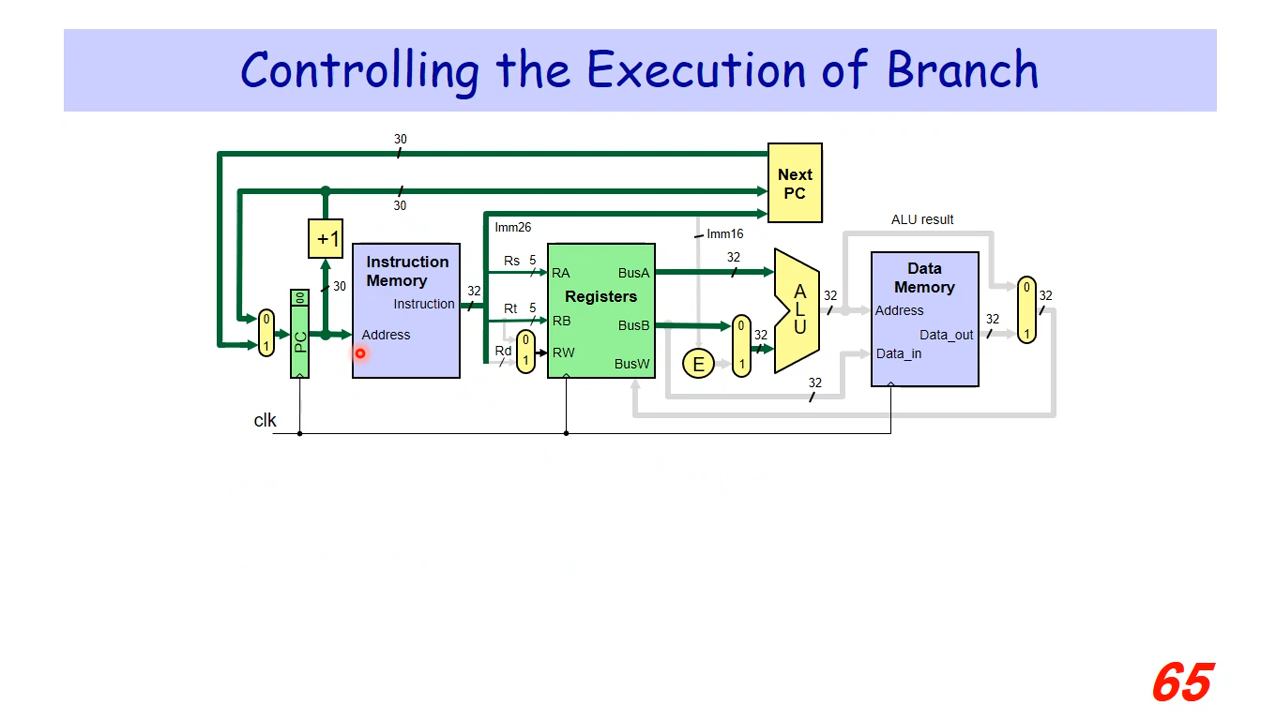 Controlling the Execution of Branch
30
30
Next
PC
ALU result
+1
Imm26
Imm16
30
Instruction
Memory
Instruction
Address
32
Rs 5
Rt 5
Rd
0
1
RA
RB
RW
Registers
BusA
BusB
BusW
32
E
0
1
32
A
L
U
32
Data
Memory
Address
Data_out
Data_in
32
32
0
1
32
0
1
00
PC
clk
65